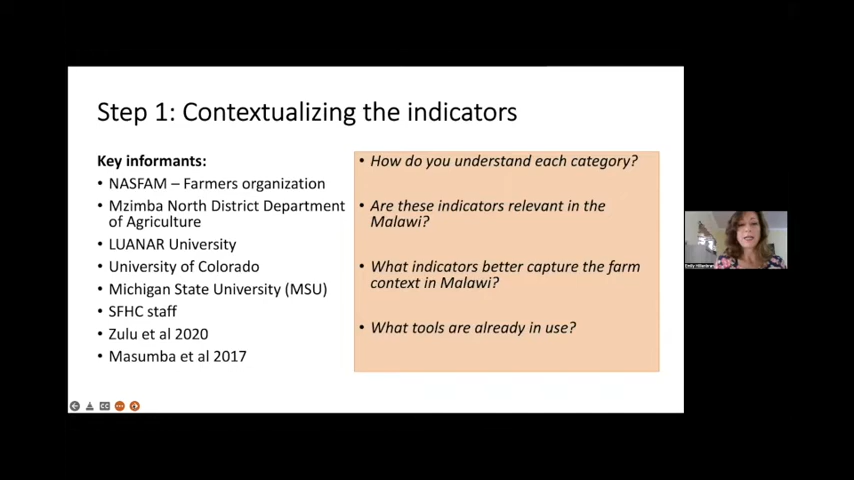 Step 1: Contextualizing the indicators
Key informants:
• NASFAM – Farmers organization
• Mzimba North District Department
of Agriculture
• LUANAR University
• University of Colorado
• Michigan State University (MSU)
• SFHC staff
• Zulu et al 2020
• Masumba et al 2017
• How do you understand each category?
• Are these indicators relevant in the
Malawi?
• What indicators better capture the farm
context in Malawi?
• What tools are already in use?
CC
Emily Hillenbrand